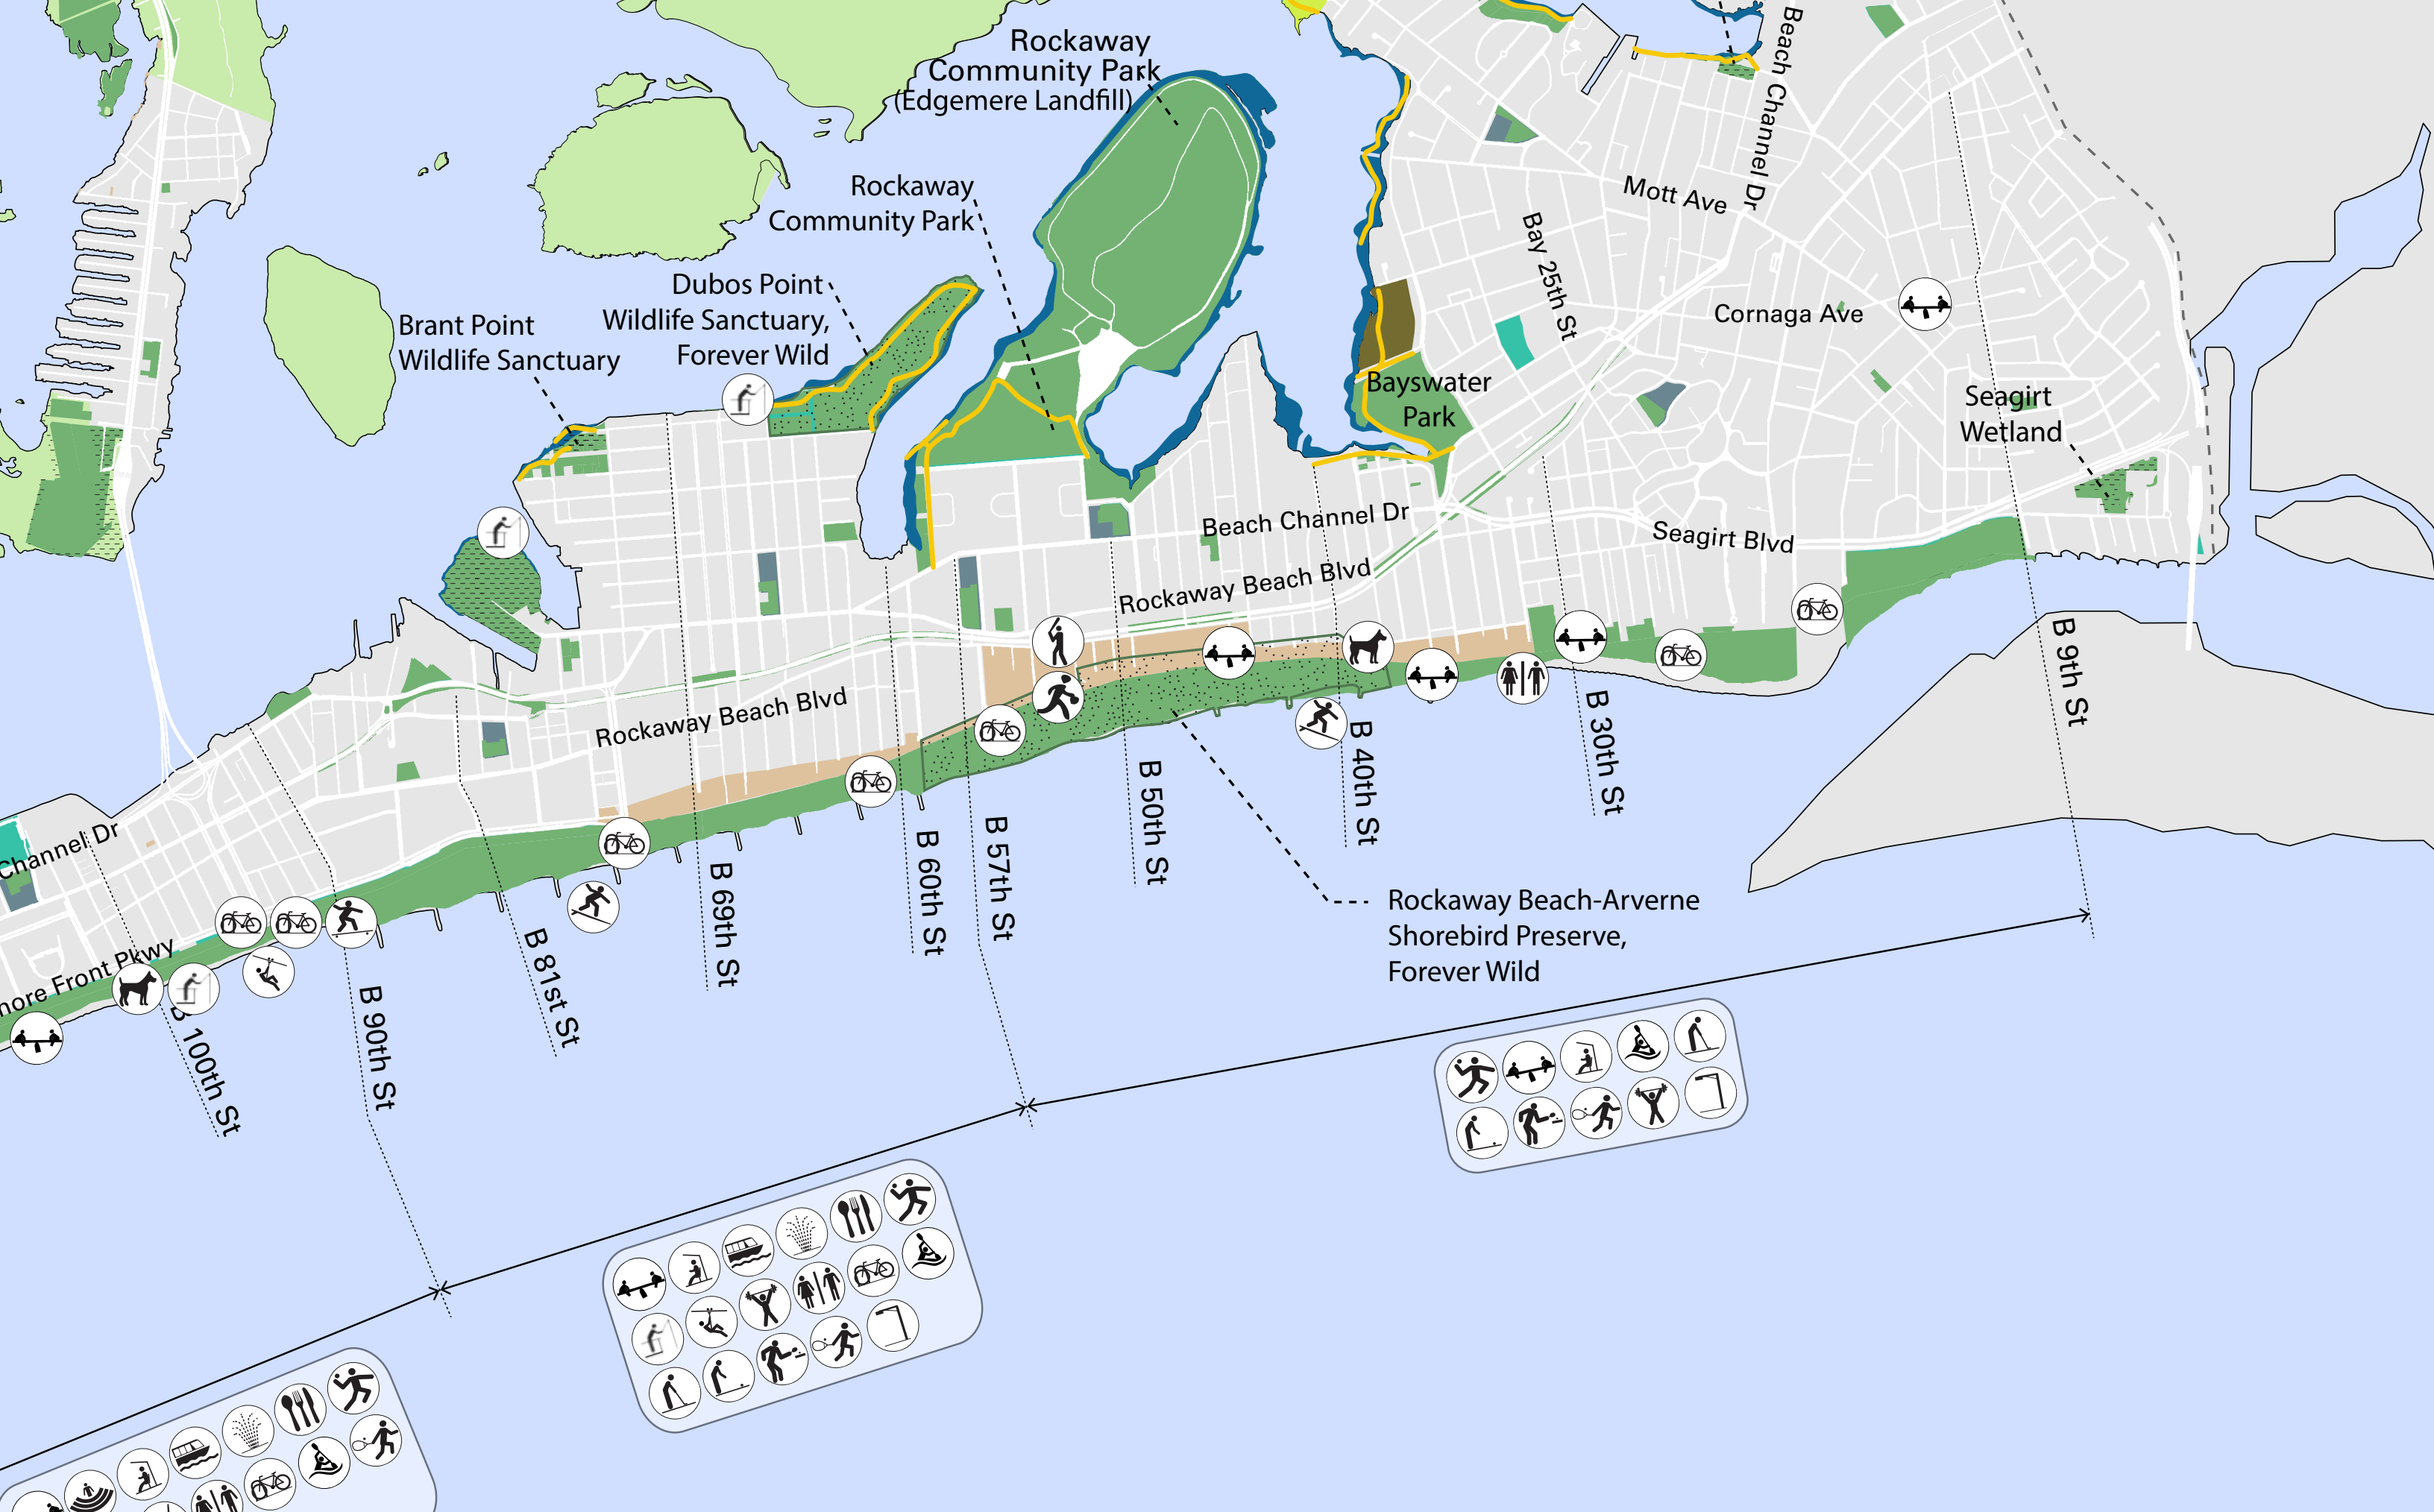 Rockaway
Community Park
(Edgemere Landfill)
Rockaway
Community Park
Dubos Point
Wildlife Sanctuary,
Forever Wild
Brant Point
Wildlife Sanctuary
Beach Channel Dr
Mott Ave
Bay 25th St
Cornaga Ave
Bayswater
Park
Seagirt
Wetland
Beach Channel Dr
Seagirt Blvd
Rockaway Beach Blvd
Rockaway Beach Blvd
Channel Dr
hore Front Pkwy
B 9th St
B 30th St
B 40th St
B 50th St
B 57th St
B 60th St
B 69th St
B 81st St
B 90th St
B 100th St
Rockaway Beach-Arverne
Shorebird Preserve,
Forever Wild